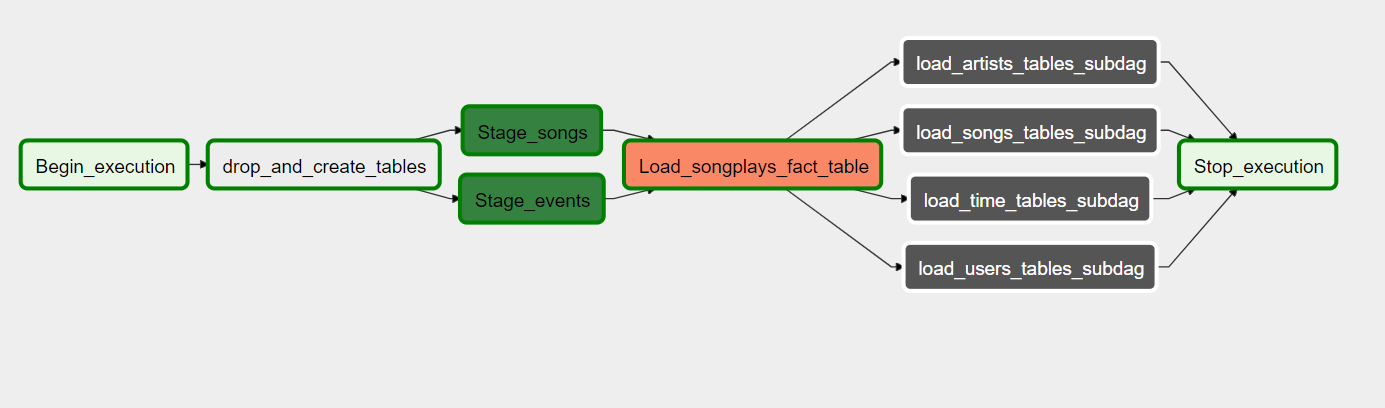 Begin_execution
drop_and_create_tables
Stage_songs
Stage_events
Load_songplays_fact_table
load_artists_tables_subdag
load_songs_tables_subdag
load_time_tables_subdag
load_users_tables_subdag
Stop_execution